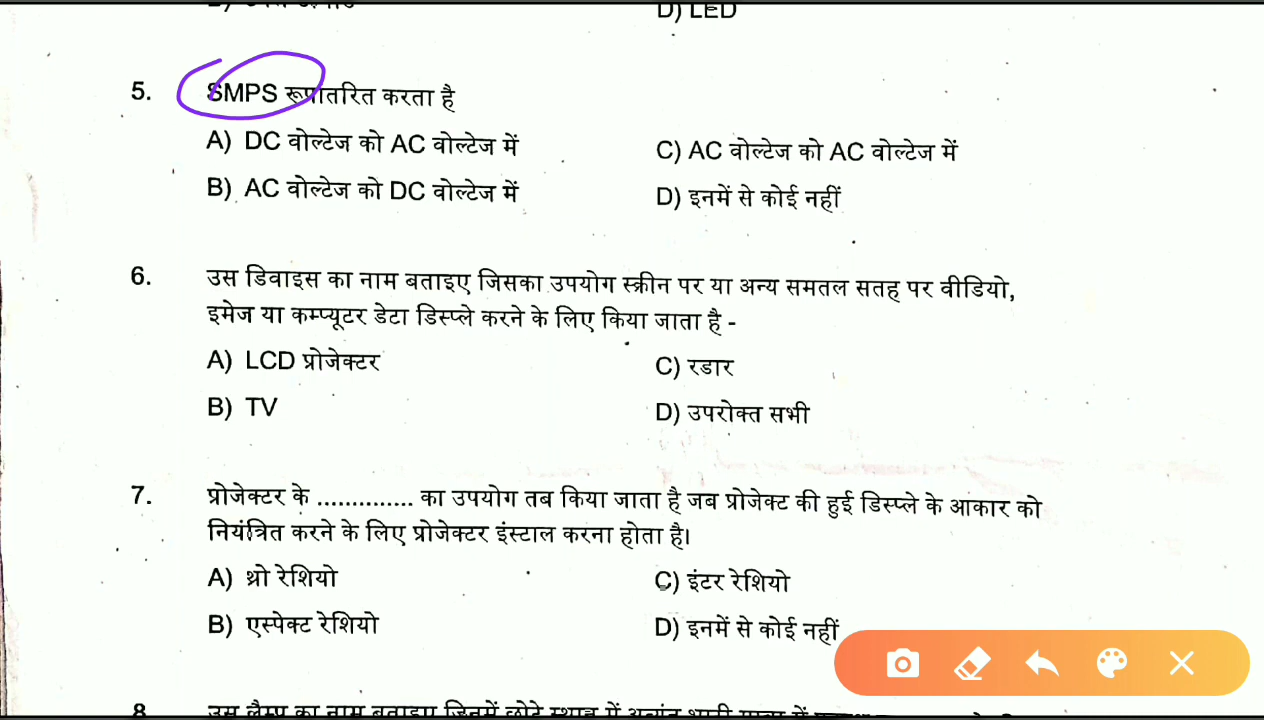 D) LED
5. SMPS रूपांतरित करता है
A) DC वोल्टेज को AC वोल्टेज में
C) AC वोल्टेज को AC वोल्टेज में
B) AC वोल्टेज को DC वोल्टेज में
D) इनमें से कोई नहीं
6. उस डिवाइस का नाम बताइए जिसका उपयोग स्क्रीन पर या अन्य समतल सतह पर वीडियो,
इमेज या कम्प्यूटर डेटा डिस्प्ले करने के लिए किया जाता है -
A) LCD प्रोजेक्टर
C) रडार
B) TV
D) उपरोक्त सभी
7. प्रोजेक्टर के .............. का उपयोग तब किया जाता है जब प्रोजेक्ट की हुई डिस्प्ले के आकार को
नियंत्रित करने के लिए प्रोजेक्टर इंस्टाल करना होता है।
A) थ्रो रेशियो
C) इंटर रेशियो
B) एस्पेक्ट रेशियो
D) इनमें से कोई नहीं
8 उस लैम्प का नाम बताइए जिनमें छोटे स्थान में